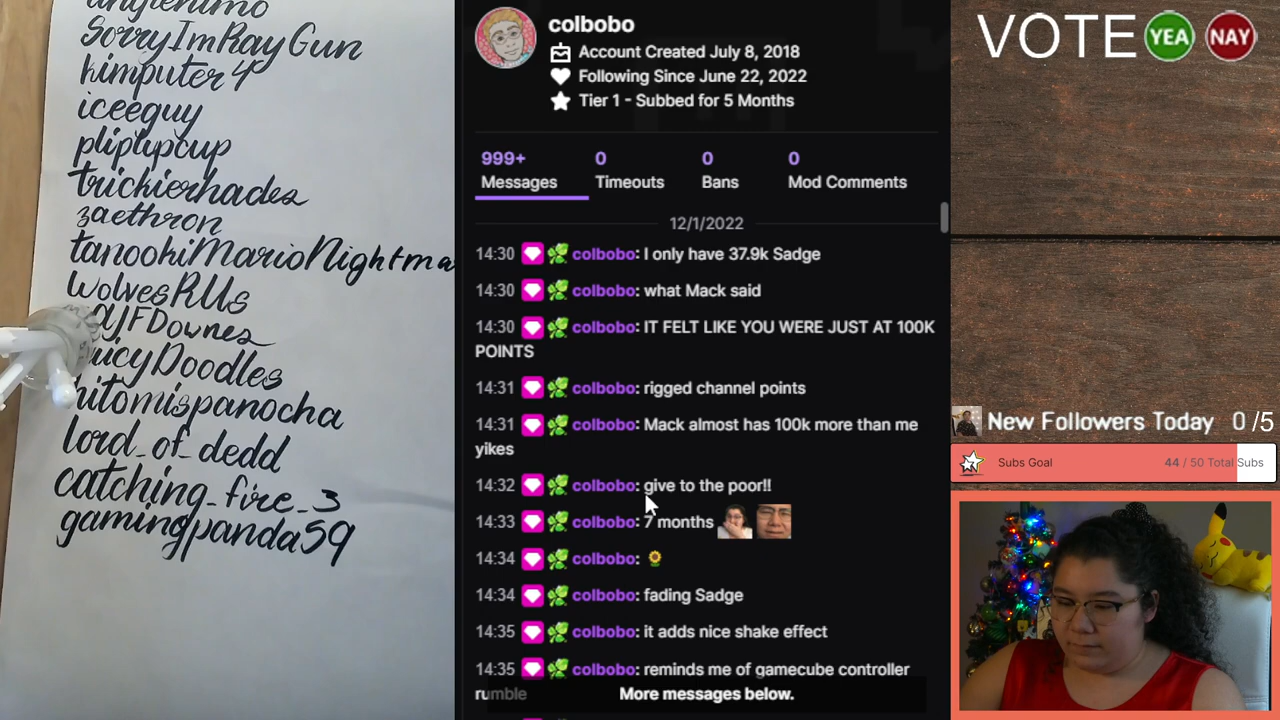 SorryImRayGun
kimputer4
iceeguy
plipupcup
trickierhades
zaethron
tanookiMarioNightma
WolvesRUs
FDownes
ucyDoodles
hitomispanocha
lord_of_dedd
catching_fire_3
gamingpanda59
colbobo
Account Created July 8, 2018
Following Since June 22, 2022
Tier 1 - Subbed for 5 Months
999+ 0 0 0
Messages Timeouts Bans Mod Comments
12/1/2022
14:30 colbobo: I only have 37.9k Sadge
14:30 colbobo: what Mack said
14:30 colbobo: IT FELT LIKE YOU WERE JUST AT 100K
POINTS
14:31 colbobo: rigged channel points
14:31 colbobo: Mack almost has 100k more than me
yikes
14:32 colbobo: give to the poor!!
14:33 colbobo: 7 months
14:34 colbobo:
14:34 colbobo: fading Sadge
14:35 colbobo: it adds nice shake effect
14:35 colbobo: reminds me of gamecube controller
rumble
More messages below.
VOTE YEA NAY
New Followers Today 0 /5
Subs Goal 44 / 50 Total Subs